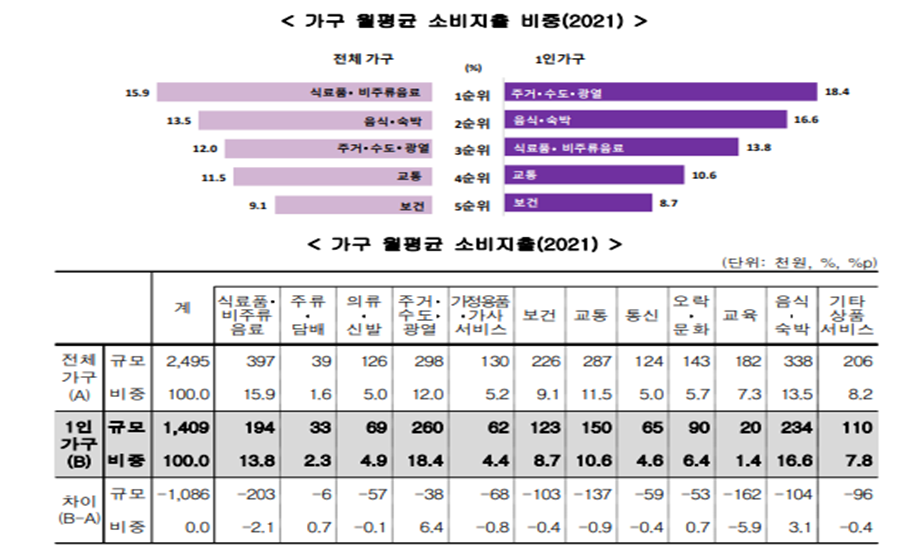 < 가구 월평균 소비지출 비중(2021) >
전체 가구 (%) 1인가구
15.9 식료품· 비주류음료 1순위 주거·수도·광열 18.4
13.5 음식·숙박 2순위 음식·숙박 16.6
12.0 주거·수도·광열 3순위 식료품· 비주류음료 13.8
11.5 교통 4순위 교통 10.6
9.1 보건 5순위 보건 8.7
< 가구 월평균 소비지출(2021) >
(단위: 천원, %, %p)
계 식료품·비주류음료 주류·담배 의류·신발 주거·수도·광열 가정용품·가사서비스 보건 교통 통신 오락·문화 교육 음식·숙박 기타상품서비스
전체가구(A) 규모 2,495 397 39 126 298 130 226 287 124 143 182 338 206
비중 100.0 15.9 1.6 5.0 12.0 5.2 9.1 11.5 5.0 5.7 7.3 13.5 8.2
1인가구(B) 규모 1,409 194 33 69 260 62 123 150 65 90 20 234 110
비중 100.0 13.8 2.3 4.9 18.4 4.4 8.7 10.6 4.6 6.4 1.4 16.6 7.8
차이(B-A) 규모 -1,086 -203 -6 -57 -38 -68 -103 -137 -59 -53 -162 -104 -96
비중 0.0 -2.1 0.7 -0.1 6.4 -0.8 -0.4 -0.9 -0.4 0.7 -5.9 3.1 -0.4